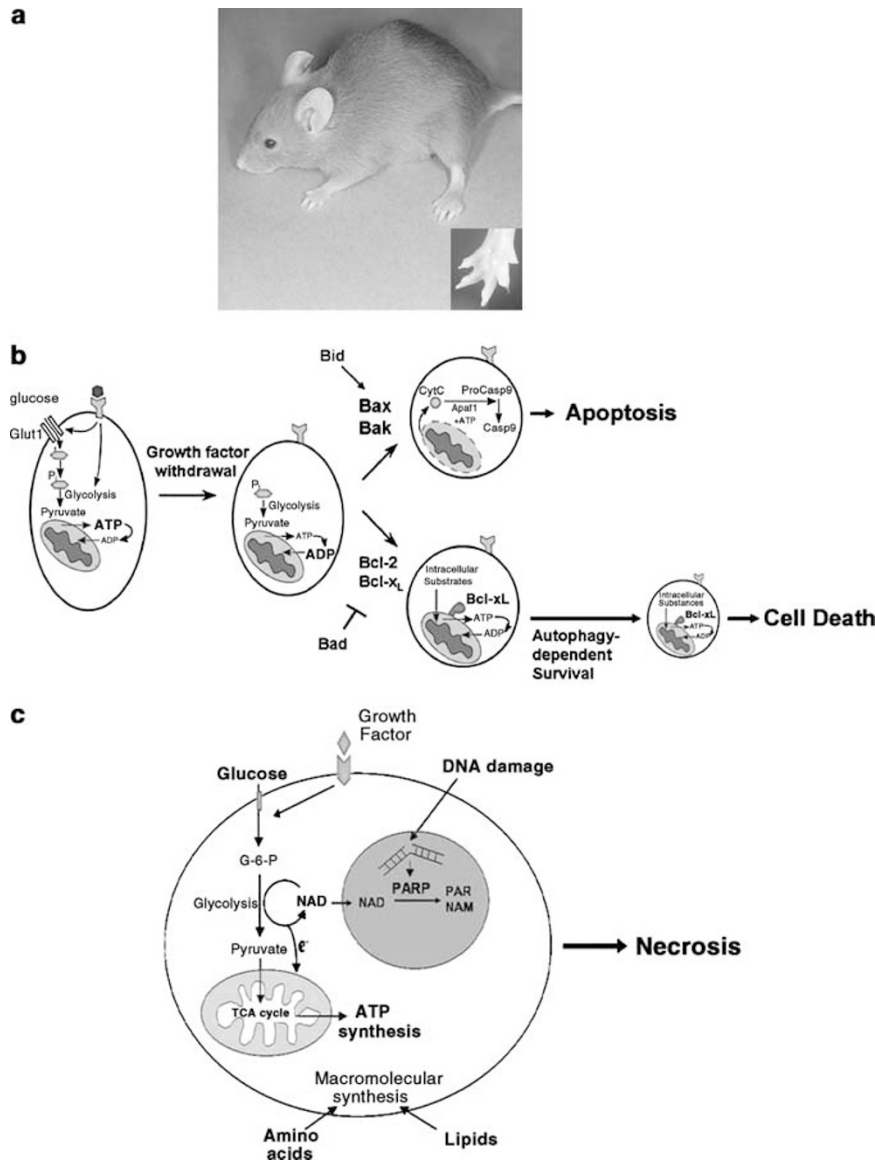 a
b
glucose
Glut1
P
Glycolysis
Pyruvate
ATP
ADP
Growth factor
withdrawal
Pi
Glycolysis
Pyruvate
ATP
ADP
Bid
Bax
Bak
CytC
ProCasp9
Apaf1
+ATP
Casp9
Apoptosis
Bcl-2
Bcl-xL
Bad
Intracellular
Substrates
Bcl-xL
ATP
ADP
Autophagy-
dependent
Survival
Intracellular
Substances
Bcl-xL
ATP
ADP
Cell Death
c
Growth
Factor
Glucose
DNA damage
G-6-P
Glycolysis
NAD
NAD
PARP
PAR
NAM
Pyruvate
e-
TCA cycle
ATP
synthesis
Necrosis
Macromolecular
synthesis
Amino
acids
Lipids